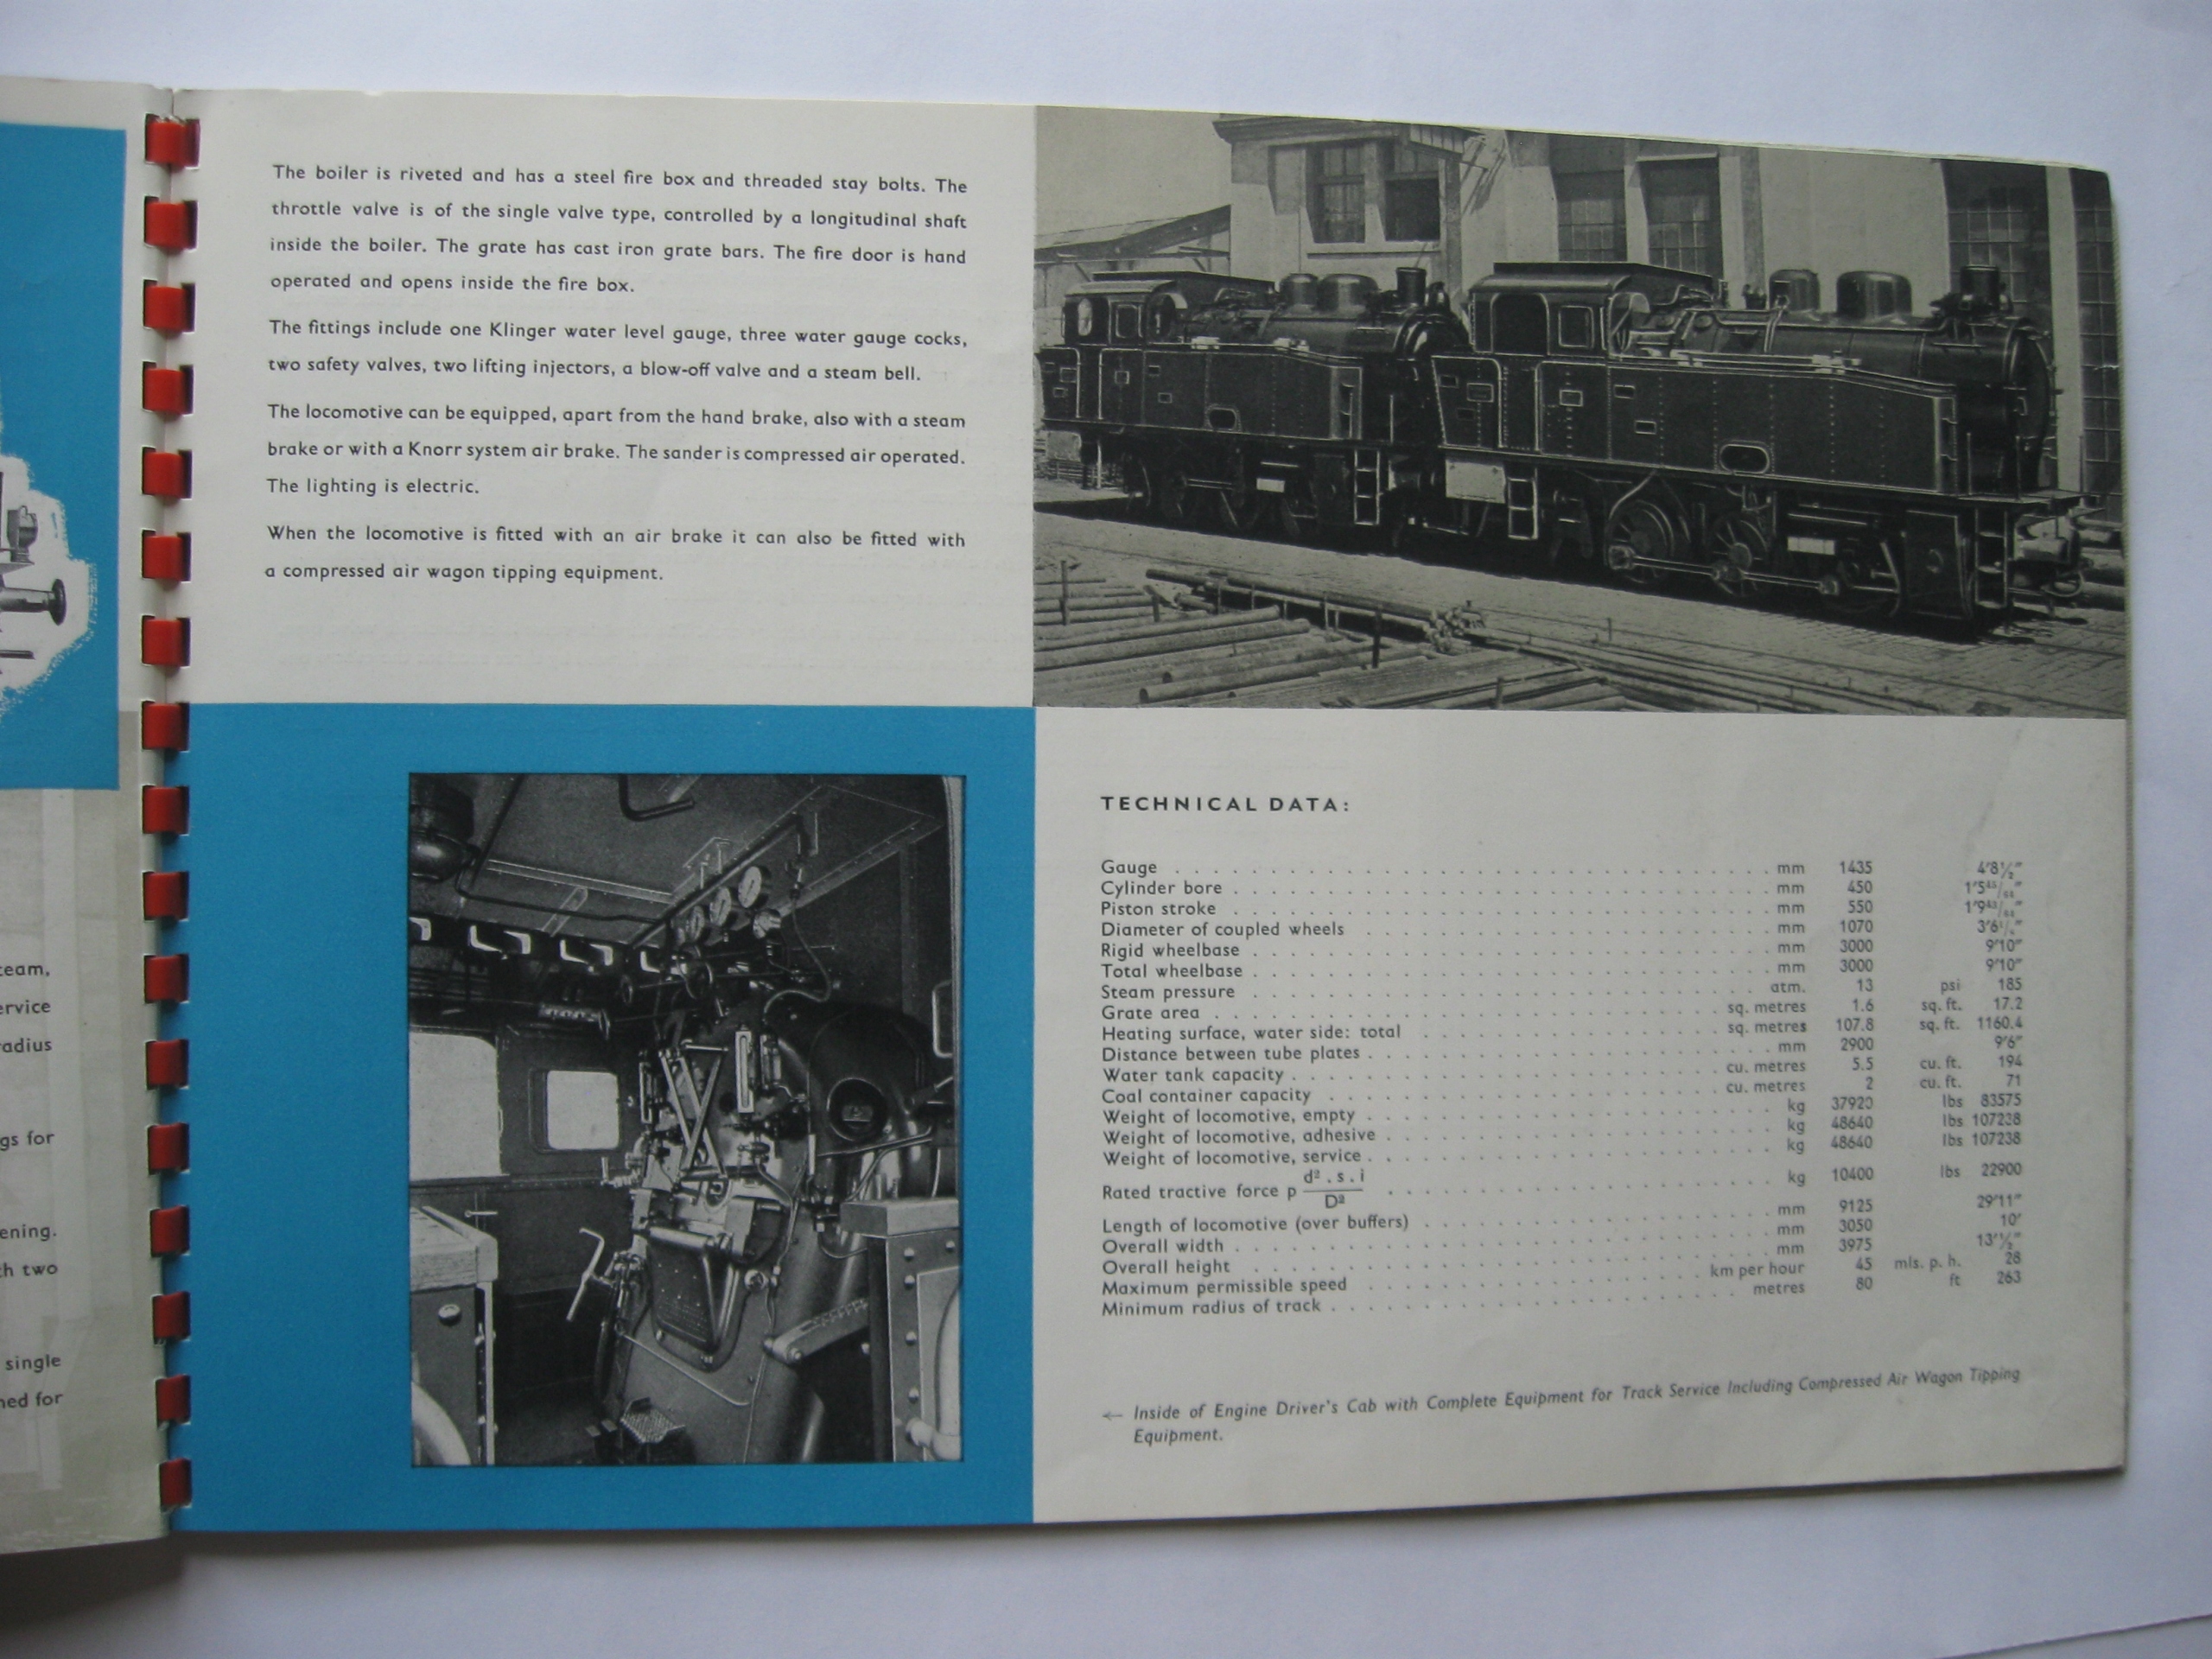 The boiler is riveted and has a steel fire box and threaded stay bolts. The
throttle valve is of the single valve type, controlled by a longitudinal shaft
inside the boiler. The grate has cast iron grate bars. The fire door is hand
operated and opens inside the fire box.
The fittings include one Klinger water level gauge, three water gauge cocks,
two safety valves, two lifting injectors, a blow-off valve and a steam bell.
The locomotive can be equipped, apart from the hand brake, also with a steam
brake or with a Knorr system air brake. The sander is compressed air operated.
The lighting is electric.
When the locomotive is fitted with an air brake it can also be fitted with
a compressed air wagon tipping equipment.
TECHNICAL DATA:
Gauge mm 1435 4'8½"
Cylinder bore mm 450 1'5 45/64"
Piston stroke mm 550 1'9 43/64"
Diameter of coupled wheels mm 1070
Rigid wheelbase mm 3000 9'10"
Total wheelbase mm 3000 9'10"
Steam pressure atm. 13 psi 185
Grate area sq. metres 1.6 sq. ft. 17.2
Heating surface, water side: total sq. metres 107.8 sq. ft. 1160.4
Distance between tube plates mm 2900 9'6"
Water tank capacity cu. metres 5.5 cu. ft. 194
Coal container capacity cu. metres 2 cu. ft. 71
Weight of locomotive, empty kg 37920 lbs 83575
Weight of locomotive, adhesive kg 48640 lbs 107238
Weight of locomotive, service kg 48640 lbs 107238
Rated tractive force p d² . s . i / D² kg 10400 lbs 22900
Length of locomotive (over buffers) mm 9125 29'11"
Overall width mm 3050 10'
Overall height mm 3975 13'½"
Maximum permissible speed km per hour 45 mls. p. h. 28
Minimum radius of track metres 80 ft 263
← Inside of Engine Driver's Cab with Complete Equipment for Track Service Including Compressed Air Wagon Tipping
Equipment.
team,
ervice
adius
gs for
ening.
th two
single
ned for